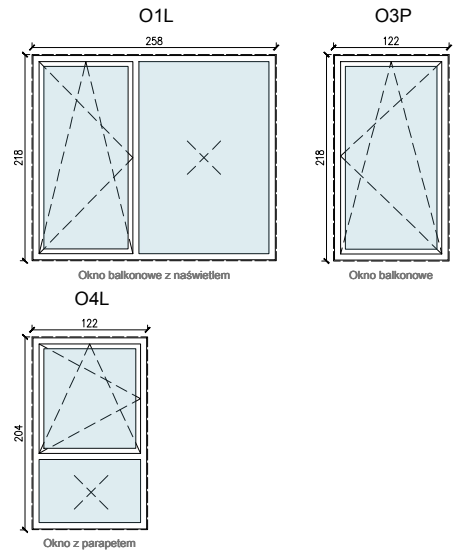 O1L
258
218
Okno balkonowe z naświetlem
O3P
122
218
Okno balkonowe
O4L
122
204
Okno z parapetem